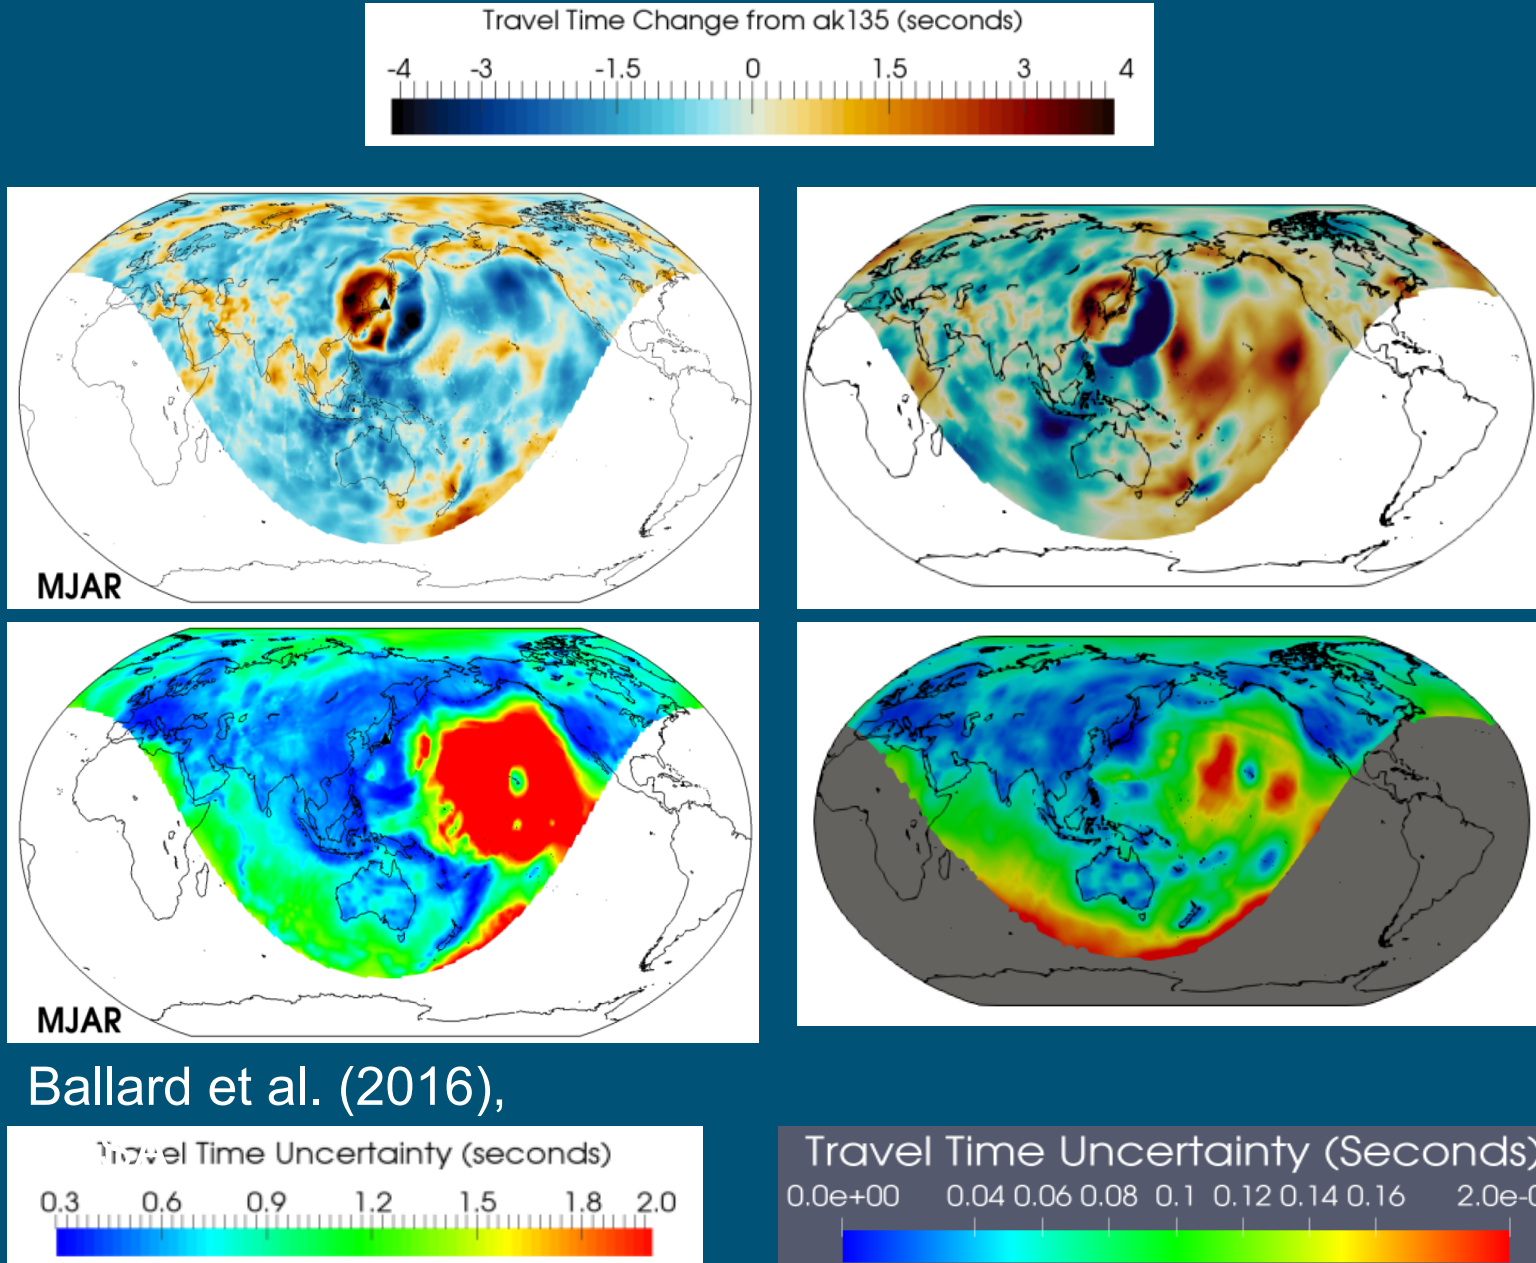 Travel Time Change from ak135 (seconds)
-4 -3 -1.5 0 1.5 3 4
MJAR
MJAR
Ballard et al. (2016),
Travel Time Uncertainty (seconds)
0.3 0.6 0.9 1.2 1.5 1.8 2.0
Travel Time Uncertainty (Seconds)
0.0e+00 0.04 0.06 0.08 0.1 0.12 0.14 0.16